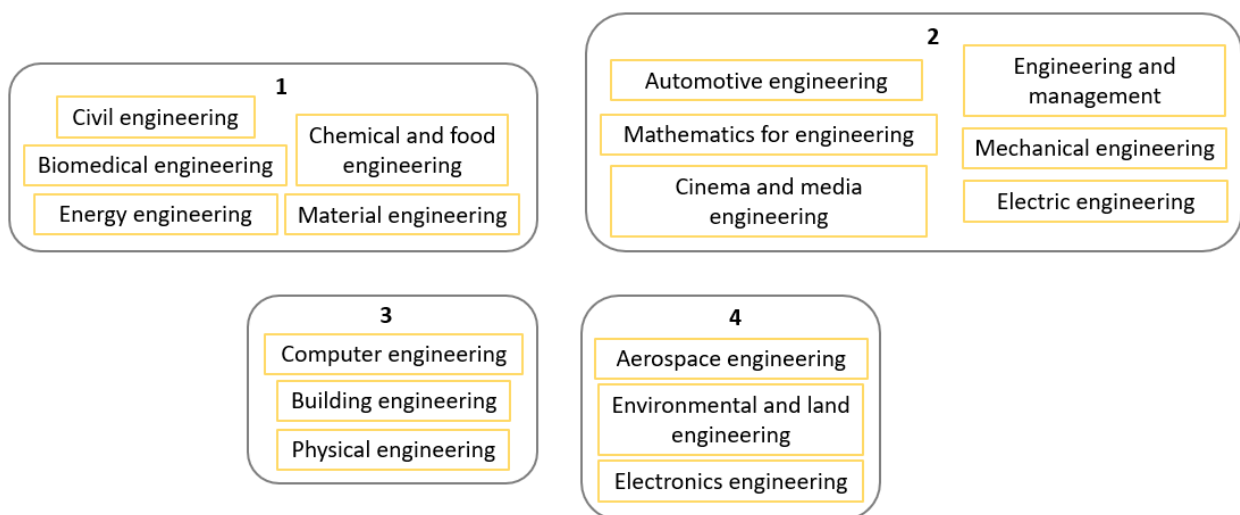 1
Civil engineering
Biomedical engineering
Energy engineering
Chemical and food
engineering
Material engineering
2
Automotive engineering
Mathematics for engineering
Cinema and media
engineering
Engineering and
management
Mechanical engineering
Electric engineering
3
Computer engineering
Building engineering
Physical engineering
4
Aerospace engineering
Environmental and land
engineering
Electronics engineering